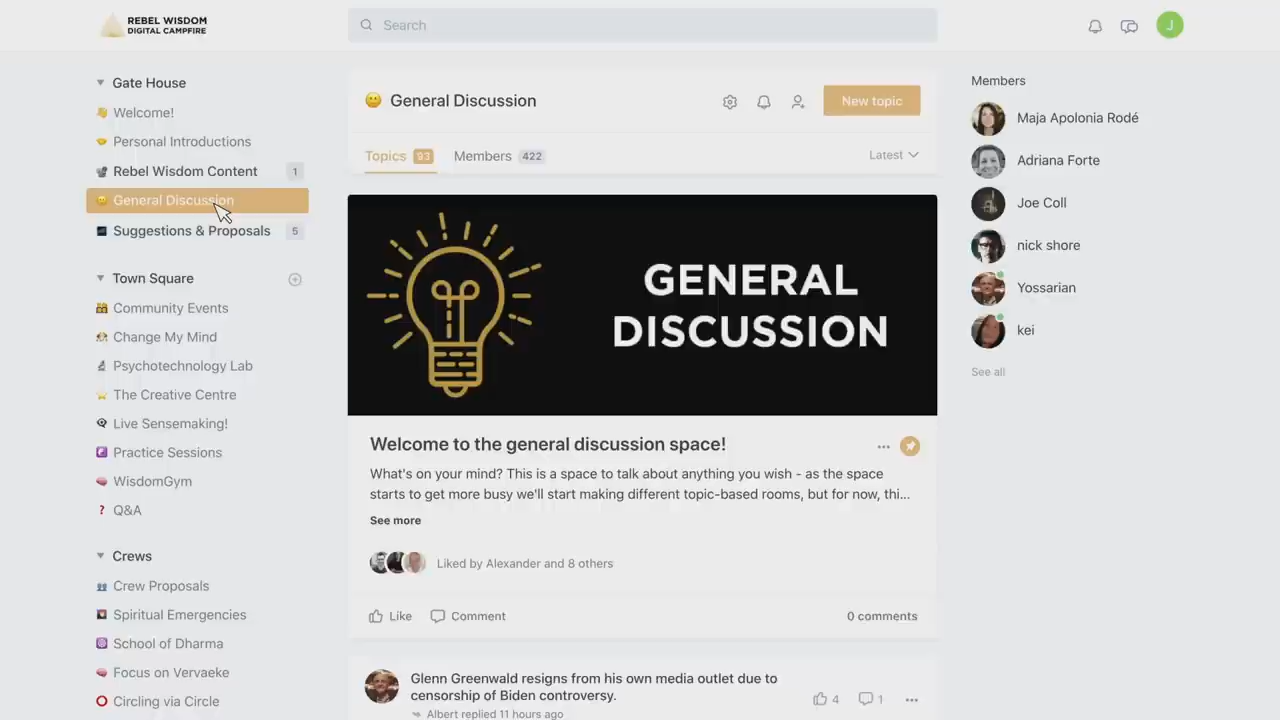 REBEL WISDOM
DIGITAL CAMPFIRE
Search
J
Gate House
Welcome!
Personal Introductions
Rebel Wisdom Content 1
General Discussion
Suggestions & Proposals 5
Town Square
Community Events
Change My Mind
Psychotechnology Lab
The Creative Centre
Live Sensemaking!
Practice Sessions
WisdomGym
? Q&A
Crews
Crew Proposals
Spiritual Emergencies
School of Dharma
Focus on Vervaeke
Circling via Circle
General Discussion
New topic
Topics 93 Members 422
Latest
GENERAL
DISCUSSION
Welcome to the general discussion space!
What's on your mind? This is a space to talk about anything you wish - as the space
starts to get more busy we'll start making different topic-based rooms, but for now, thi...
See more
Liked by Alexander and 8 others
Like Comment 0 comments
Glenn Greenwald resigns from his own media outlet due to
censorship of Biden controversy.
Albert replied 11 hours ago
4 1
Members
Maja Apolonia Rodé
Adriana Forte
Joe Coll
nick shore
Yossarian
kei
See all